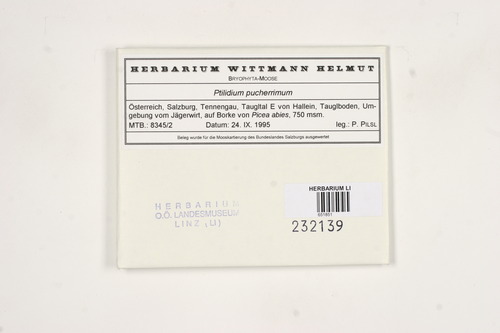 HERBARIUM WITTMANN HELMUT
BRYOPHYTA-MOOSE
Ptilidium pucherrimum
Österreich, Salzburg, Tennengau, Taugltal E von Hallein, Tauglboden, Um-
gebung vom Jägerwirt, auf Borke von Picea abies, 750 msm.
MTB.: 8345/2 Datum: 24. IX. 1995 leg.: P. PILSL
Beleg wurde für die Mooskartierung des Bundeslandes Salzburgs ausgewertet
HERBARIUM LI
232139
HERBARIUM
O.Ö. LANDESMUSEUM
LINZ (LI)